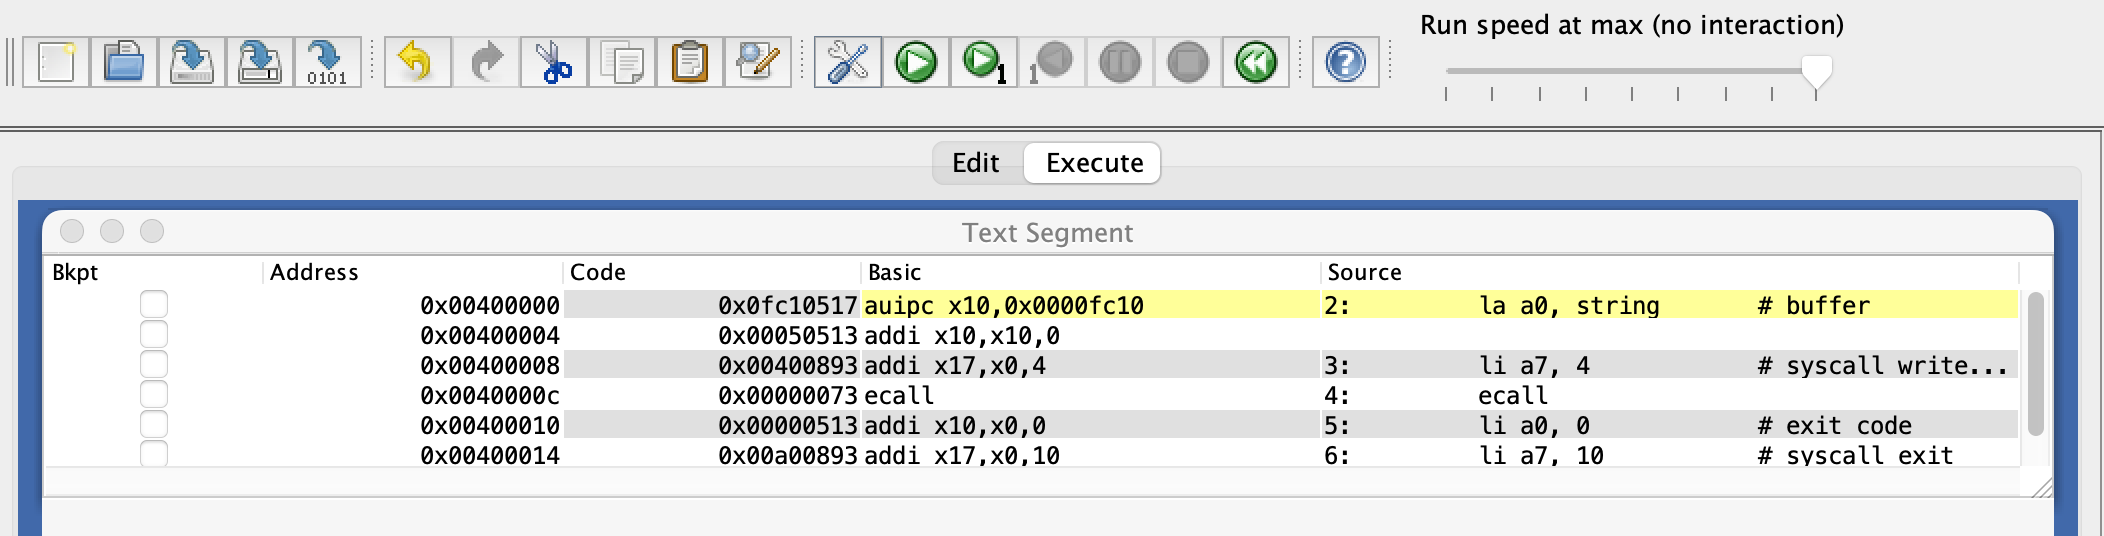 Run speed at max (no interaction)
0101
1
1
Edit Execute
Text Segment
Bkpt Address Code Basic Source
0x00400000 0x0fc10517 auipc x10,0x0000fc10 2: la a0, string # buffer
0x00400004 0x00050513 addi x10,x10,0
0x00400008 0x00400893 addi x17,x0,4 3: li a7, 4 # syscall write...
0x0040000c 0x00000073 ecall 4: ecall
0x00400010 0x00000513 addi x10,x0,0 5: li a0, 0 # exit code
0x00400014 0x00a00893 addi x17,x0,10 6: li a7, 10 # syscall exit